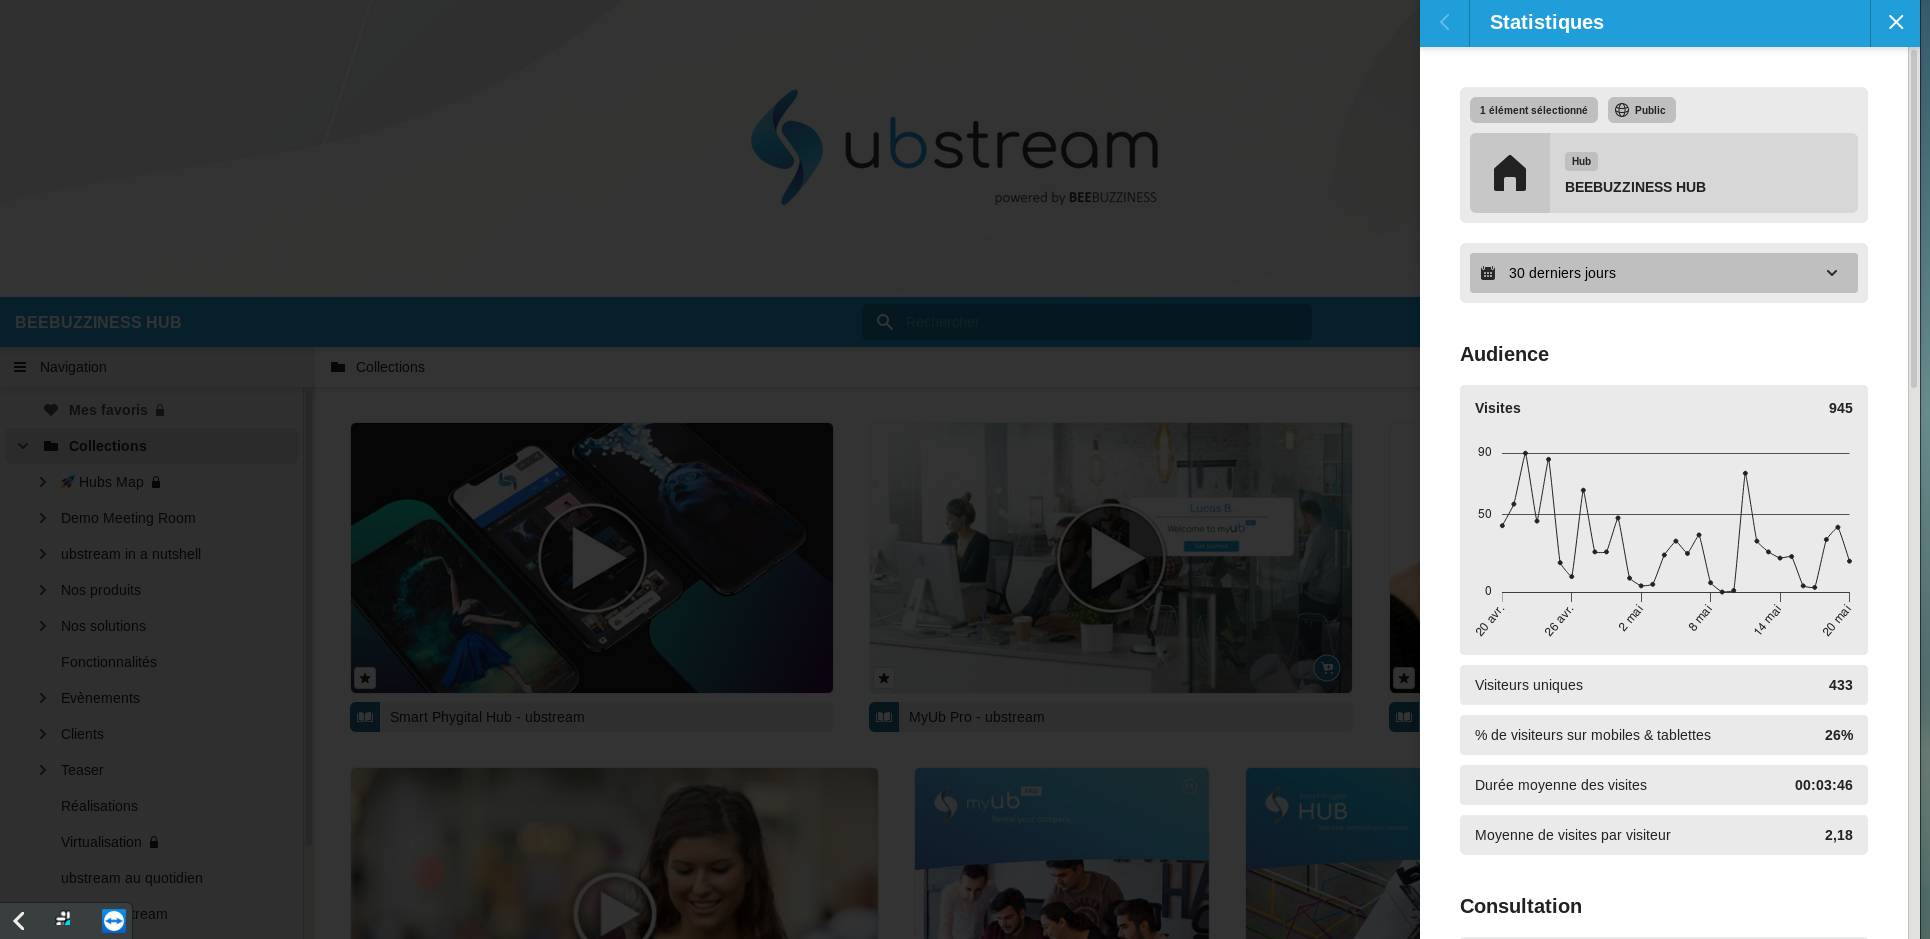 Statistiques
1 élément sélectionné
Public
Hub
BEEBUZZINESS HUB
30 derniers jours
Audience
Visites 945
90
50
0
20 avr.
26 avr.
2 mai
8 mai
14 mai
20 mai
Visiteurs uniques 433
% de visiteurs sur mobiles & tablettes 26%
Durée moyenne des visites 00:03:46
Moyenne de visites par visiteur 2,18
Consultation
ubstream
powered by BEEBUZZINESS
BEEBUZZINESS HUB
Rechercher
Navigation
Collections
Mes favoris
Collections
🚀 Hubs Map
Demo Meeting Room
ubstream in a nutshell
Nos produits
Nos solutions
Fonctionnalités
Evènements
Clients
Teaser
Réalisations
Virtualisation
ubstream au quotidien
stream
Lucas B.
Welcome to myub
Smart Phygital Hub - ubstream
MyUb Pro - ubstream
myub PRO
Reveal your company
HUB